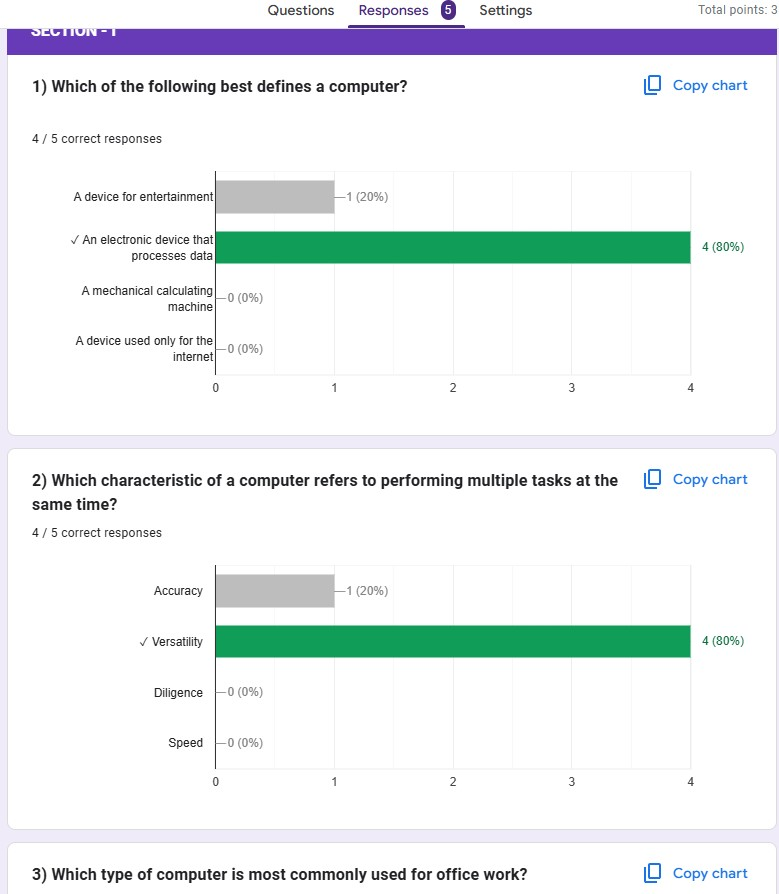 Questions Responses 5 Settings Total points: 3
SECTION - 1
1) Which of the following best defines a computer? Copy chart
4 / 5 correct responses
A device for entertainment 1 (20%)
✓ An electronic device that
processes data 4 (80%)
A mechanical calculating
machine 0 (0%)
A device used only for the
internet 0 (0%)
0 1 2 3 4
2) Which characteristic of a computer refers to performing multiple tasks at the
same time? Copy chart
4 / 5 correct responses
Accuracy 1 (20%)
✓ Versatility 4 (80%)
Diligence 0 (0%)
Speed 0 (0%)
0 1 2 3 4
3) Which type of computer is most commonly used for office work? Copy chart